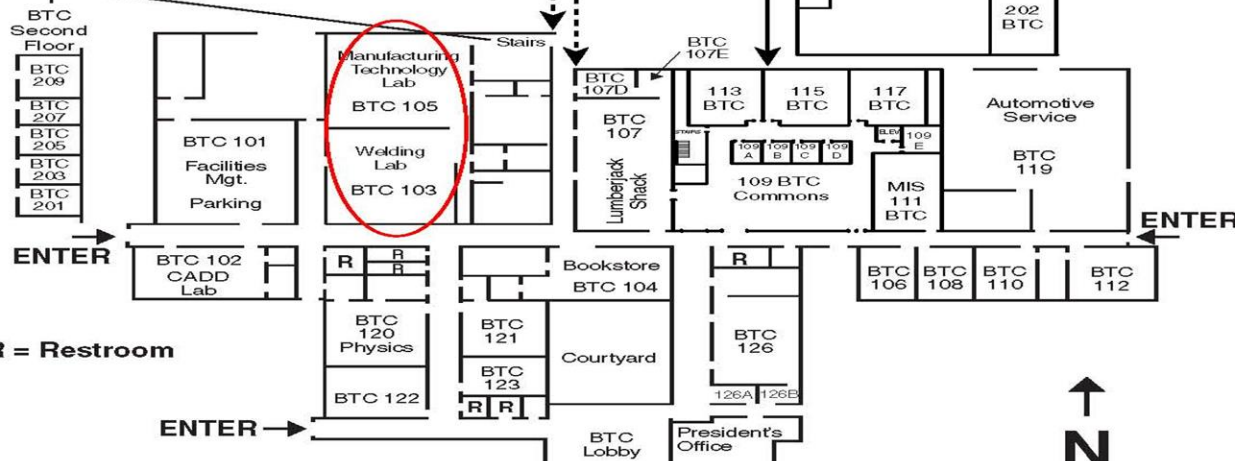 BTC
Second
Floor
BTC
209
BTC
207
BTC
205
BTC
203
BTC
201
BTC 101
Facilities
Mgt.
Parking
Manufacturing
Technology
Lab
BTC 105
Welding
Lab
BTC 103
Stairs
BTC
107E
BTC
107D
BTC
107
Lumberjack
Shack
STAIRS
113
BTC
115
BTC
117
BTC
202
BTC
109
A
109
B
109
C
109
D
ELEV
109
E
109 BTC
Commons
MIS
111
BTC
Automotive
Service
BTC
119
ENTER
ENTER
BTC 102
CADD
Lab
R
R
R
Bookstore
BTC 104
R
BTC
106
BTC
108
BTC
110
BTC
112
R = Restroom
BTC
120
Physics
BTC
121
Courtyard
BTC
126
BTC 122
BTC
123
R
R
126A
126B
ENTER
BTC
Lobby
President's
Office
N